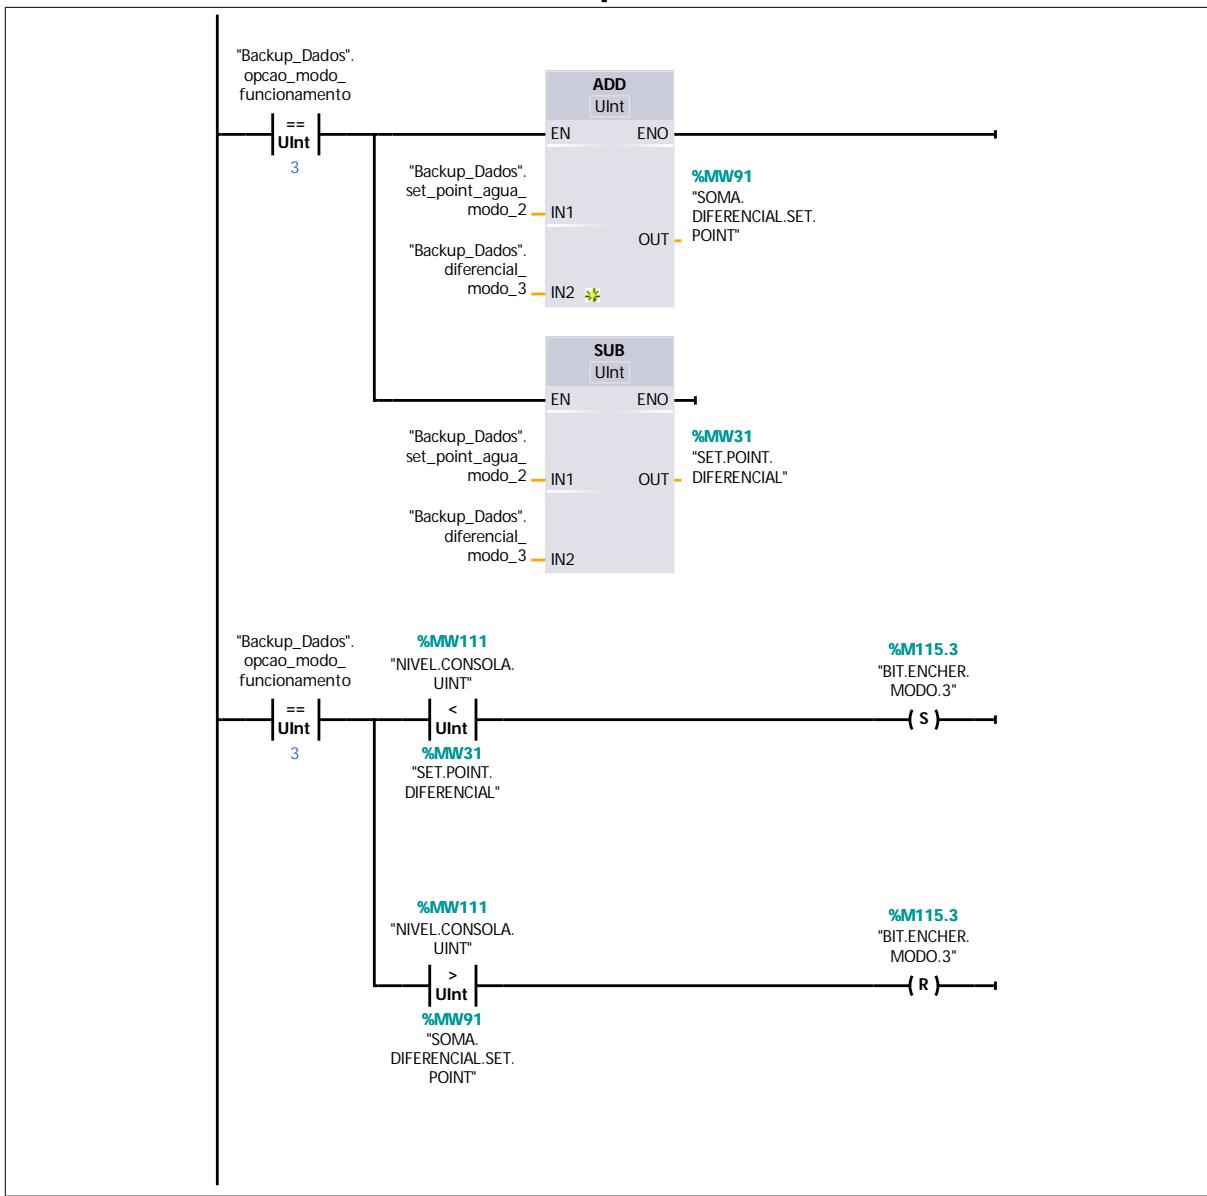 "Backup_Dados".
opcao_modo_
funcionamento
==
UInt
3
ADD
UInt
EN ENO
"Backup_Dados".
set_point_agua_
modo_2
IN1
"Backup_Dados".
diferencial_
modo_3
IN2
OUT
%MW91
"SOMA.
DIFERENCIAL.SET.
POINT"
SUB
UInt
EN ENO
"Backup_Dados".
set_point_agua_
modo_2
IN1
"Backup_Dados".
diferencial_
modo_3
IN2
OUT
%MW31
"SET.POINT.
DIFERENCIAL"
"Backup_Dados".
opcao_modo_
funcionamento
==
UInt
3
%MW111
"NIVEL.CONSOLA.
UINT"
<
UInt
%MW31
"SET.POINT.
DIFERENCIAL"
%M115.3
"BIT.ENCHER.
MODO.3"
S
%MW111
"NIVEL.CONSOLA.
UINT"
>
UInt
%MW91
"SOMA.
DIFERENCIAL.SET.
POINT"
%M115.3
"BIT.ENCHER.
MODO.3"
R